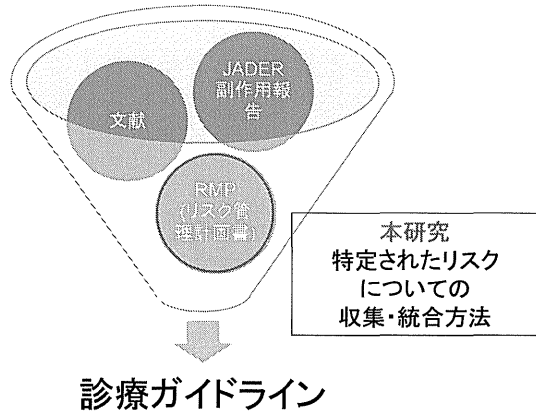 JADER
副作用報
告
文献
RMP
(リスク管
理計画書)
本研究
特定されたリスク
についての
収集・統合方法
診療ガイドライン